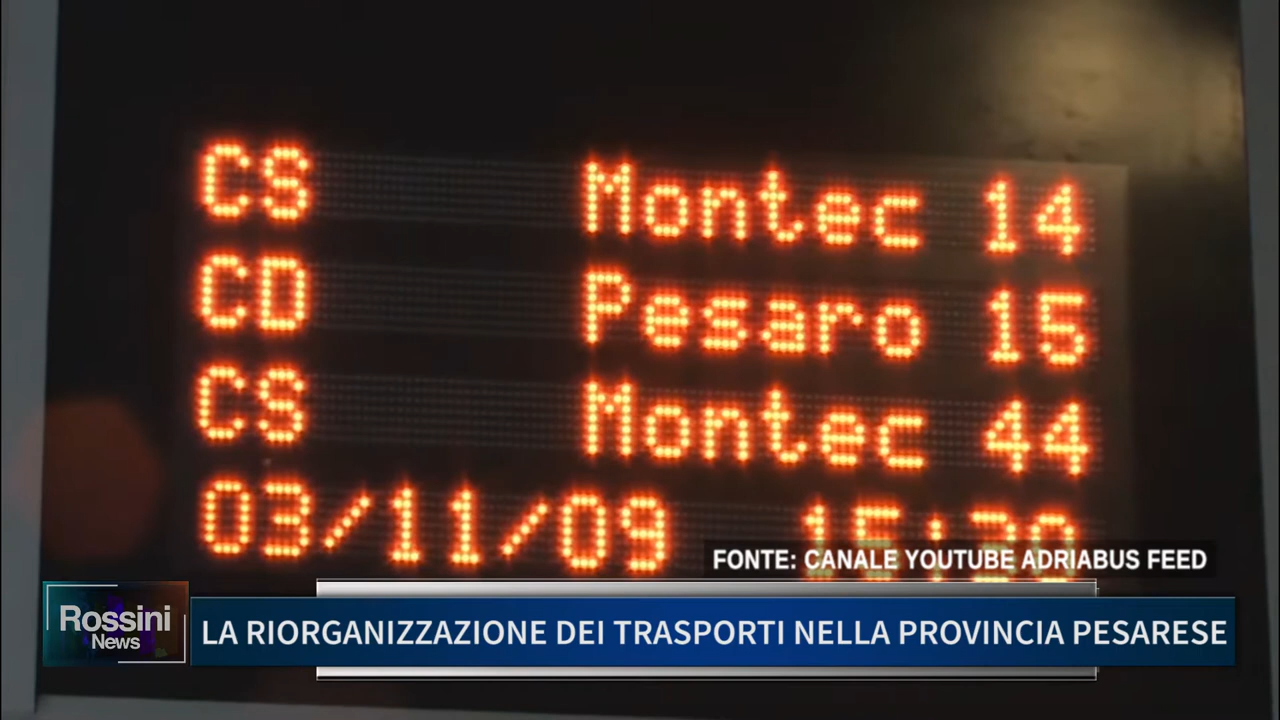 CS Montec 14
CD Pesaro 15
CS Montec 44
03/11/09
FONTE: CANALE YOUTUBE ADRIABUS FEED
Rossini
News
LA RIORGANIZZAZIONE DEI TRASPORTI NELLA PROVINCIA PESARESE